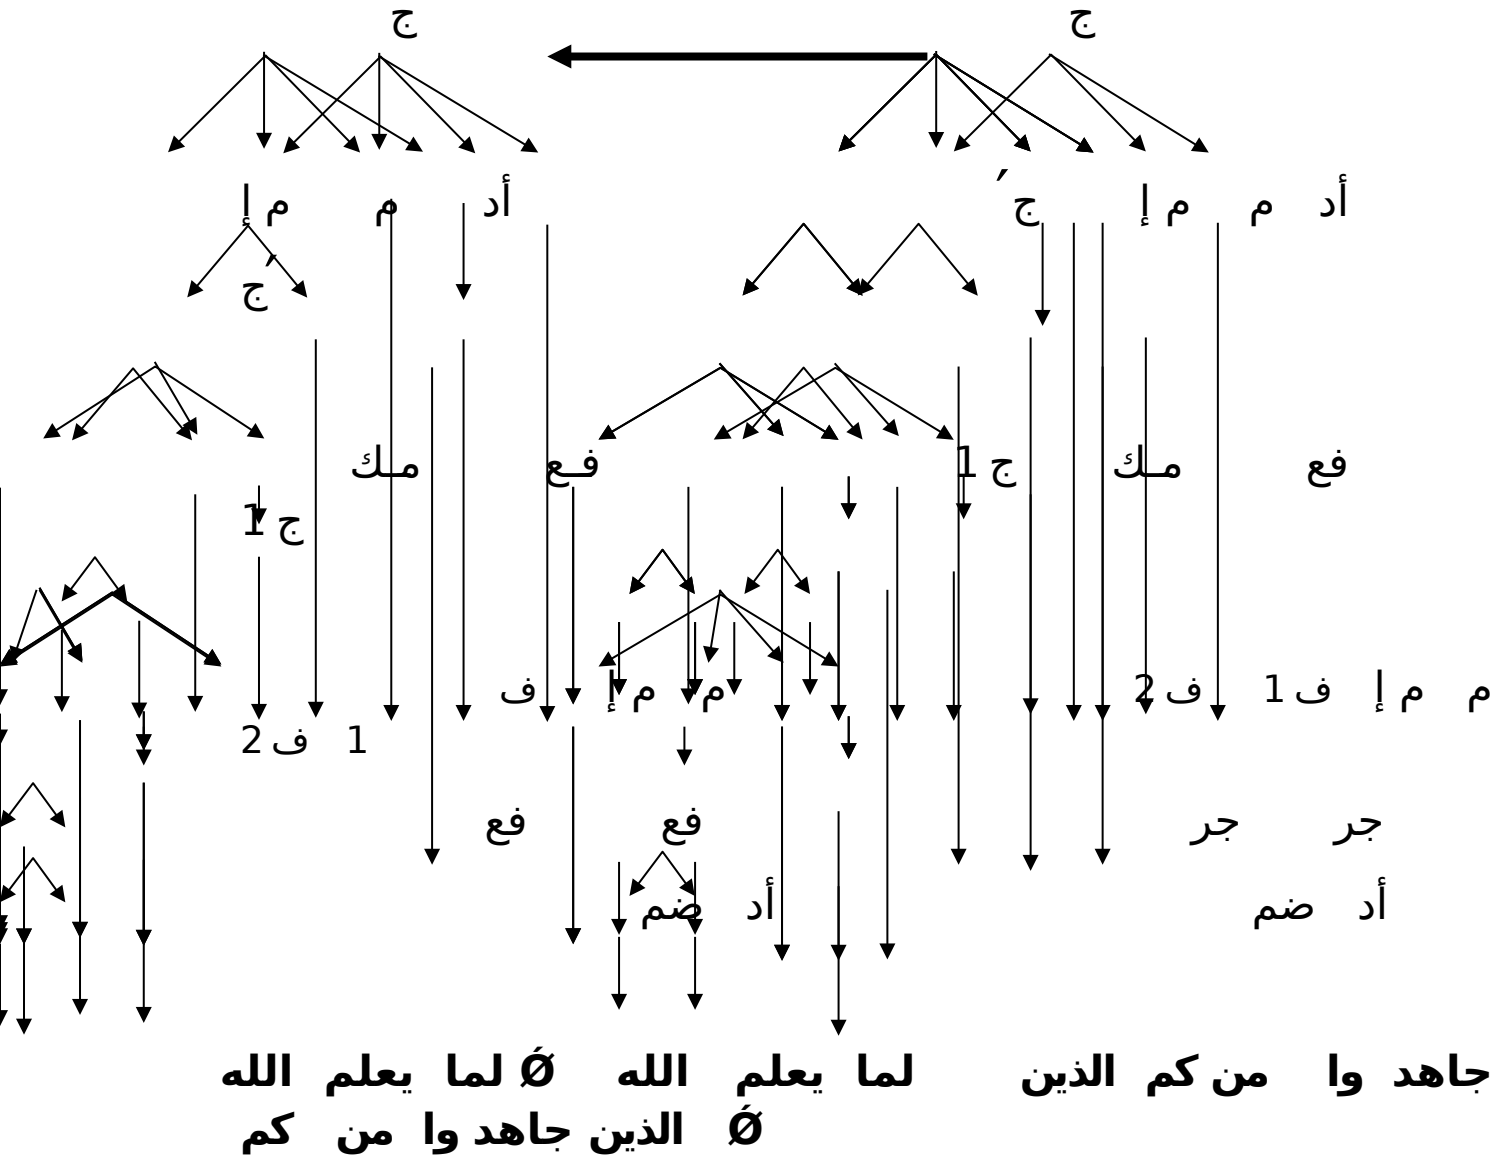 ج ج
أد م م إ ج َ أد م م إ
ج َ
فع مـك ج 1 فـع مـك
ج 1
م م إ ف 1 ف 2 م م إ ف
1 ف 2
جر جر فع فع
أد ضم أد ضم
جاهد وا من كم الذين لما يعلم الله Ǿ لما يعلم الله
Ǿ الذين جاهد وا من كم